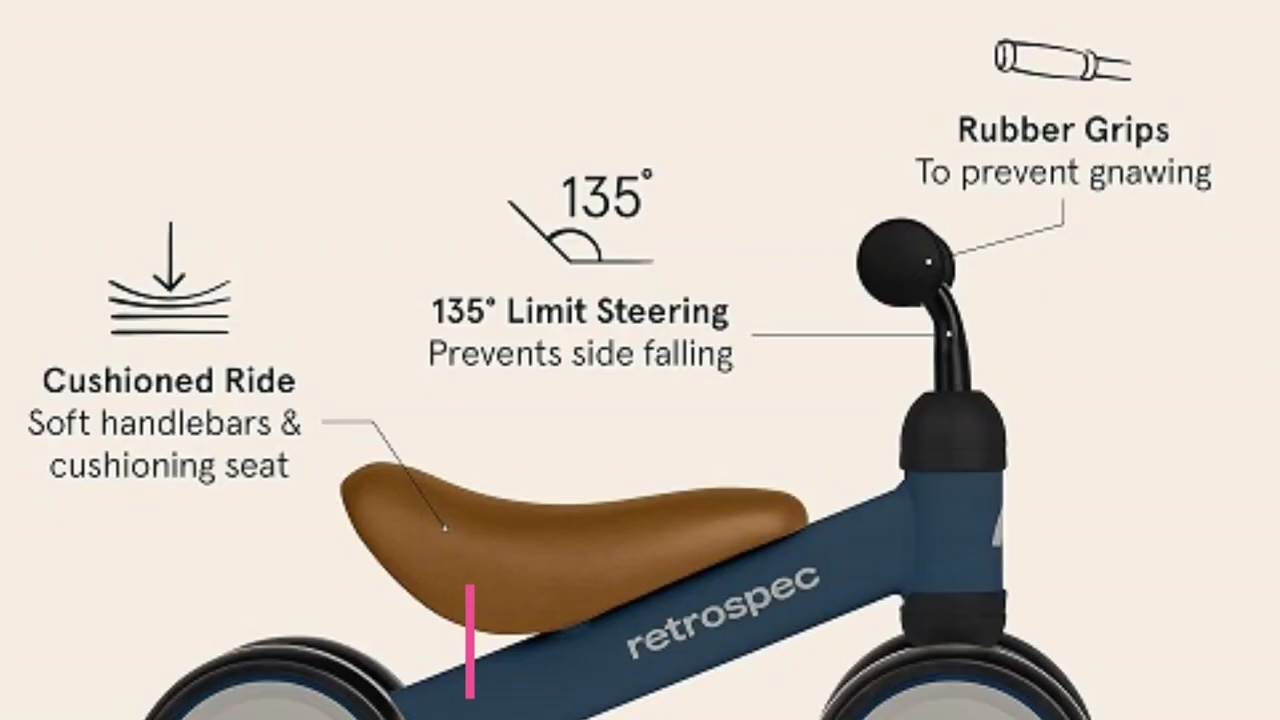 Rubber Grips
To prevent gnawing
135°
135° Limit Steering
Prevents side falling
Cushioned Ride
Soft handlebars &
cushioning seat
retrospec